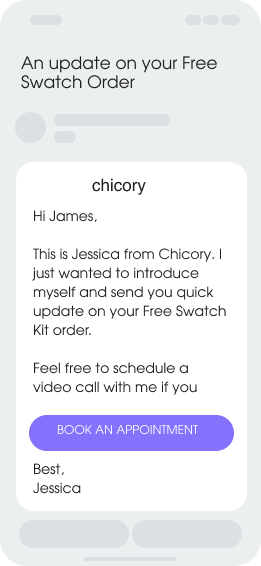 An update on your Free
Swatch Order
chicory
Hi James,
This is Jessica from Chicory. I
just wanted to introduce
myself and send you quick
update on your Free Swatch
Kit order.
Feel free to schedule a
video call with me if you
BOOK AN APPOINTMENT
Best,
Jessica